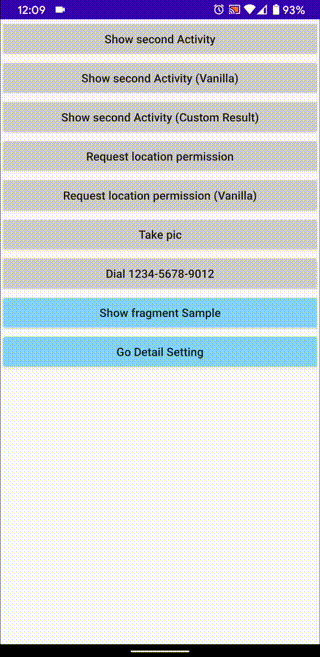 12:09 93%
Show second Activity
Show second Activity (Vanilla)
Show second Activity (Custom Result)
Request location permission
Request location permission (Vanilla)
Take pic
Dial 1234-5678-9012
Show fragment Sample
Go Detail Setting